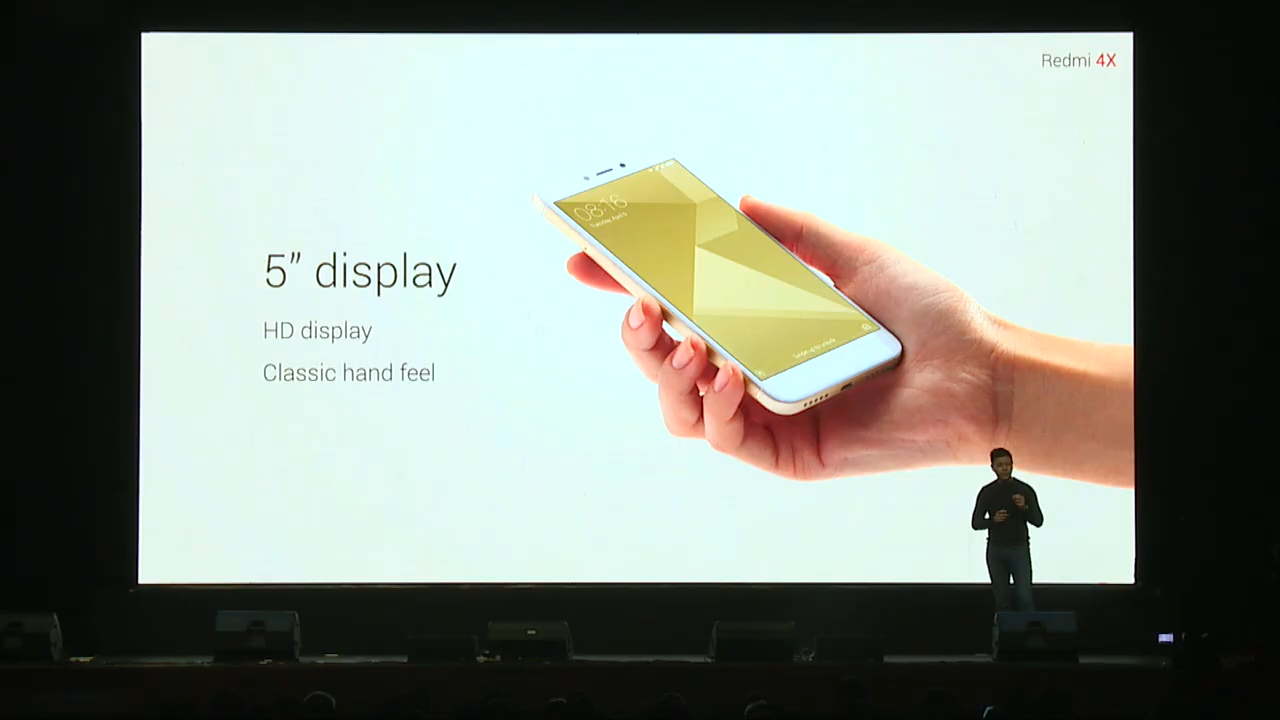 Redmi 4X
08:16
5” display
HD display
Classic hand feel